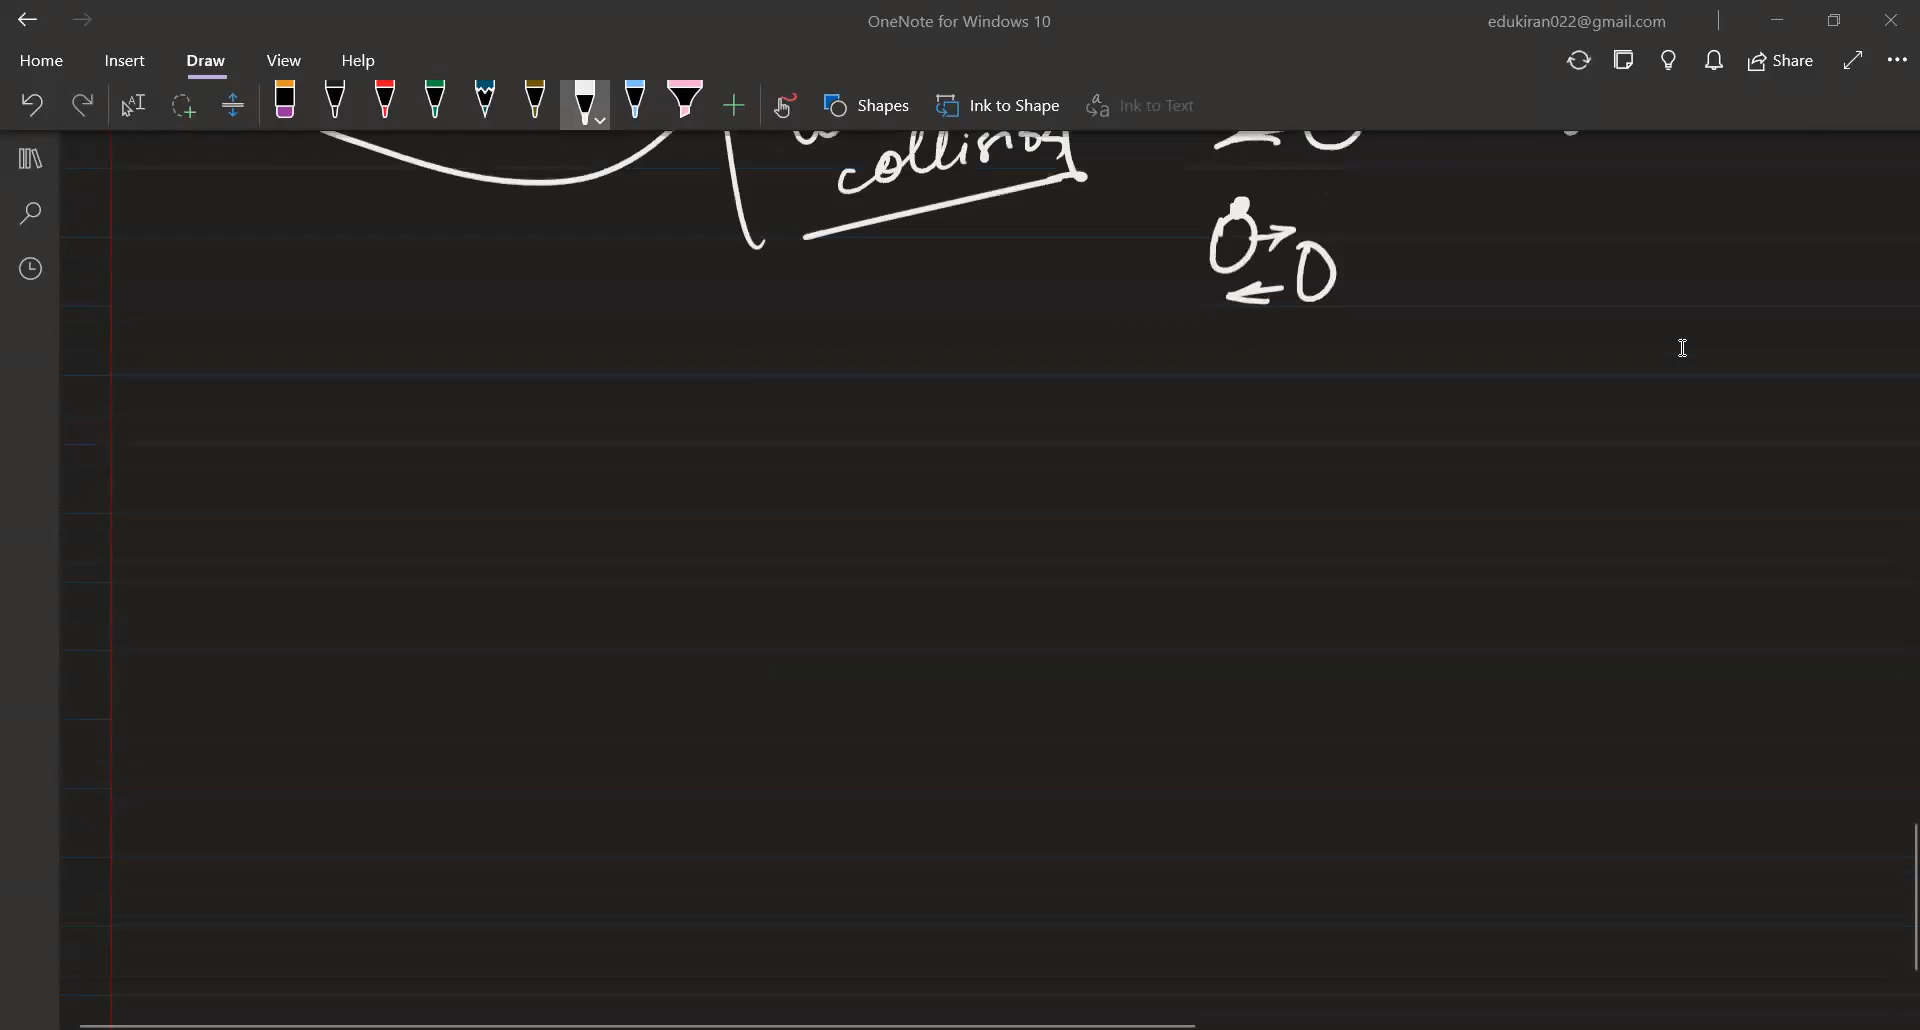 OneNote for Windows 10
edukiran022@gmail.com
Home Insert Draw View Help
Share
Shapes Ink to Shape Ink to Text
collision